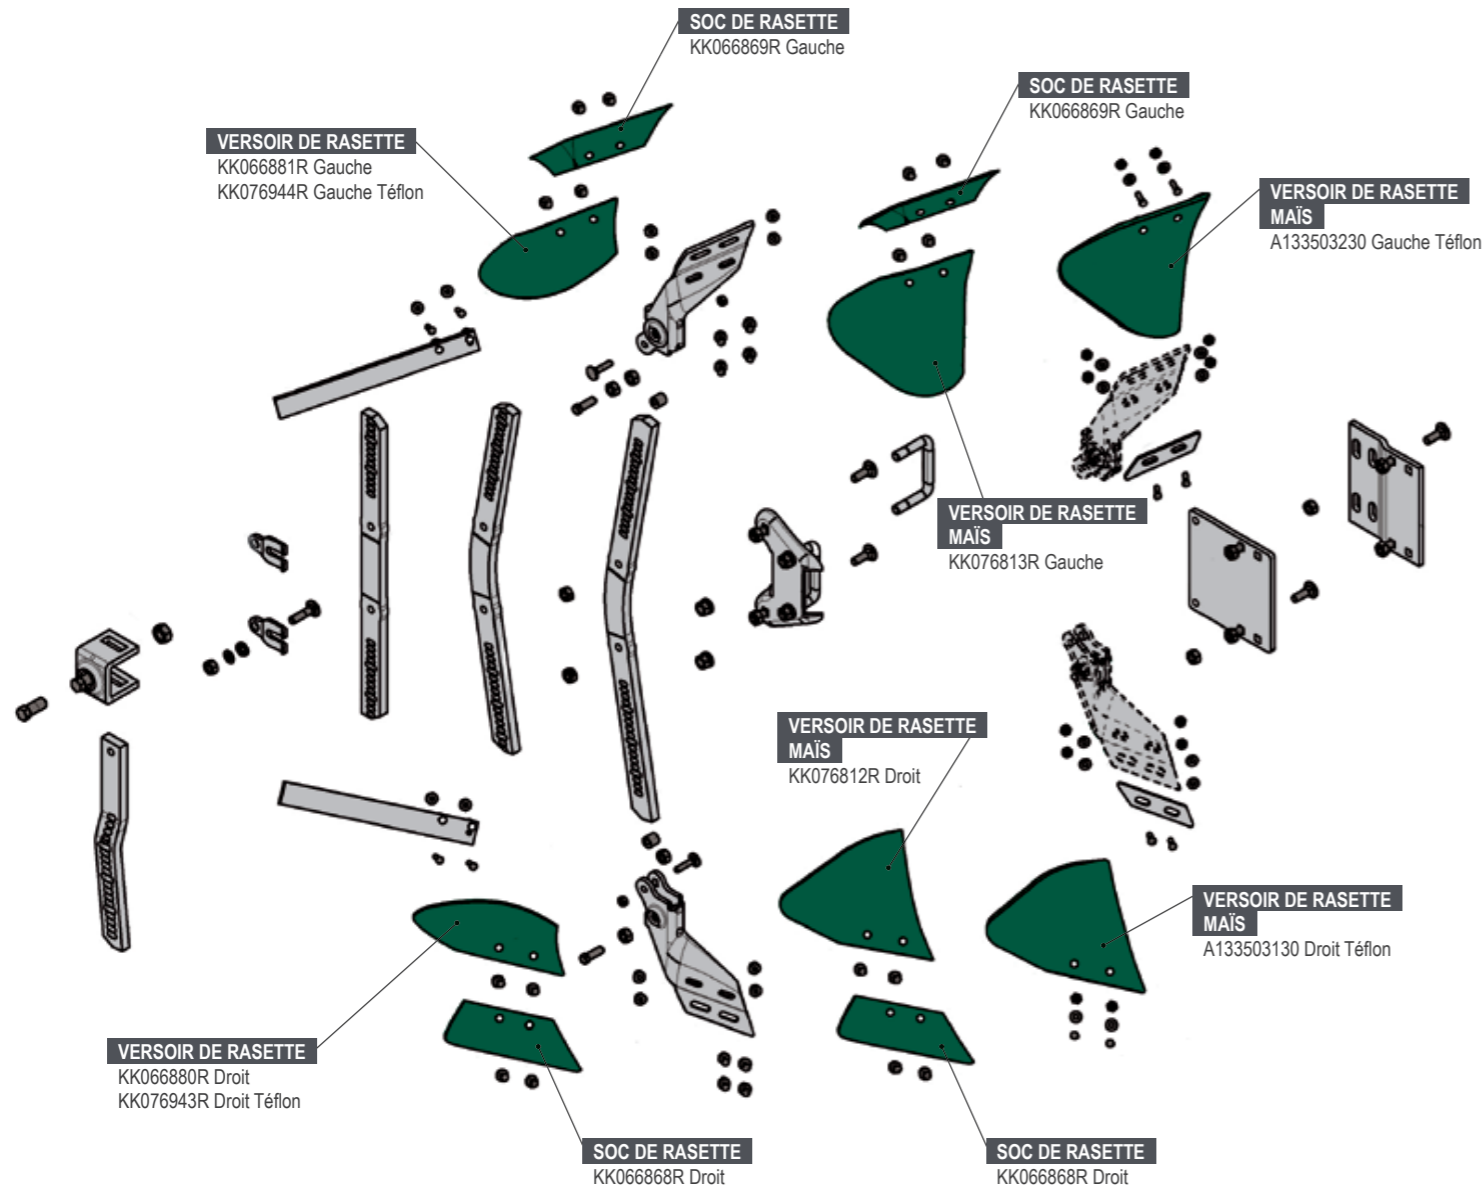 SOC DE RASETTE
KK066869R Gauche
SOC DE RASETTE
KK066869R Gauche
VERSOIR DE RASETTE
KK066881R Gauche
KK076944R Gauche Téflon
VERSOIR DE RASETTE
MAÏS
A133503230 Gauche Téflon
VERSOIR DE RASETTE
MAÏS
KK076813R Gauche
VERSOIR DE RASETTE
MAÏS
KK076812R Droit
VERSOIR DE RASETTE
MAÏS
A133503130 Droit Téflon
VERSOIR DE RASETTE
KK066880R Droit
KK076943R Droit Téflon
SOC DE RASETTE
KK066868R Droit
SOC DE RASETTE
KK066868R Droit